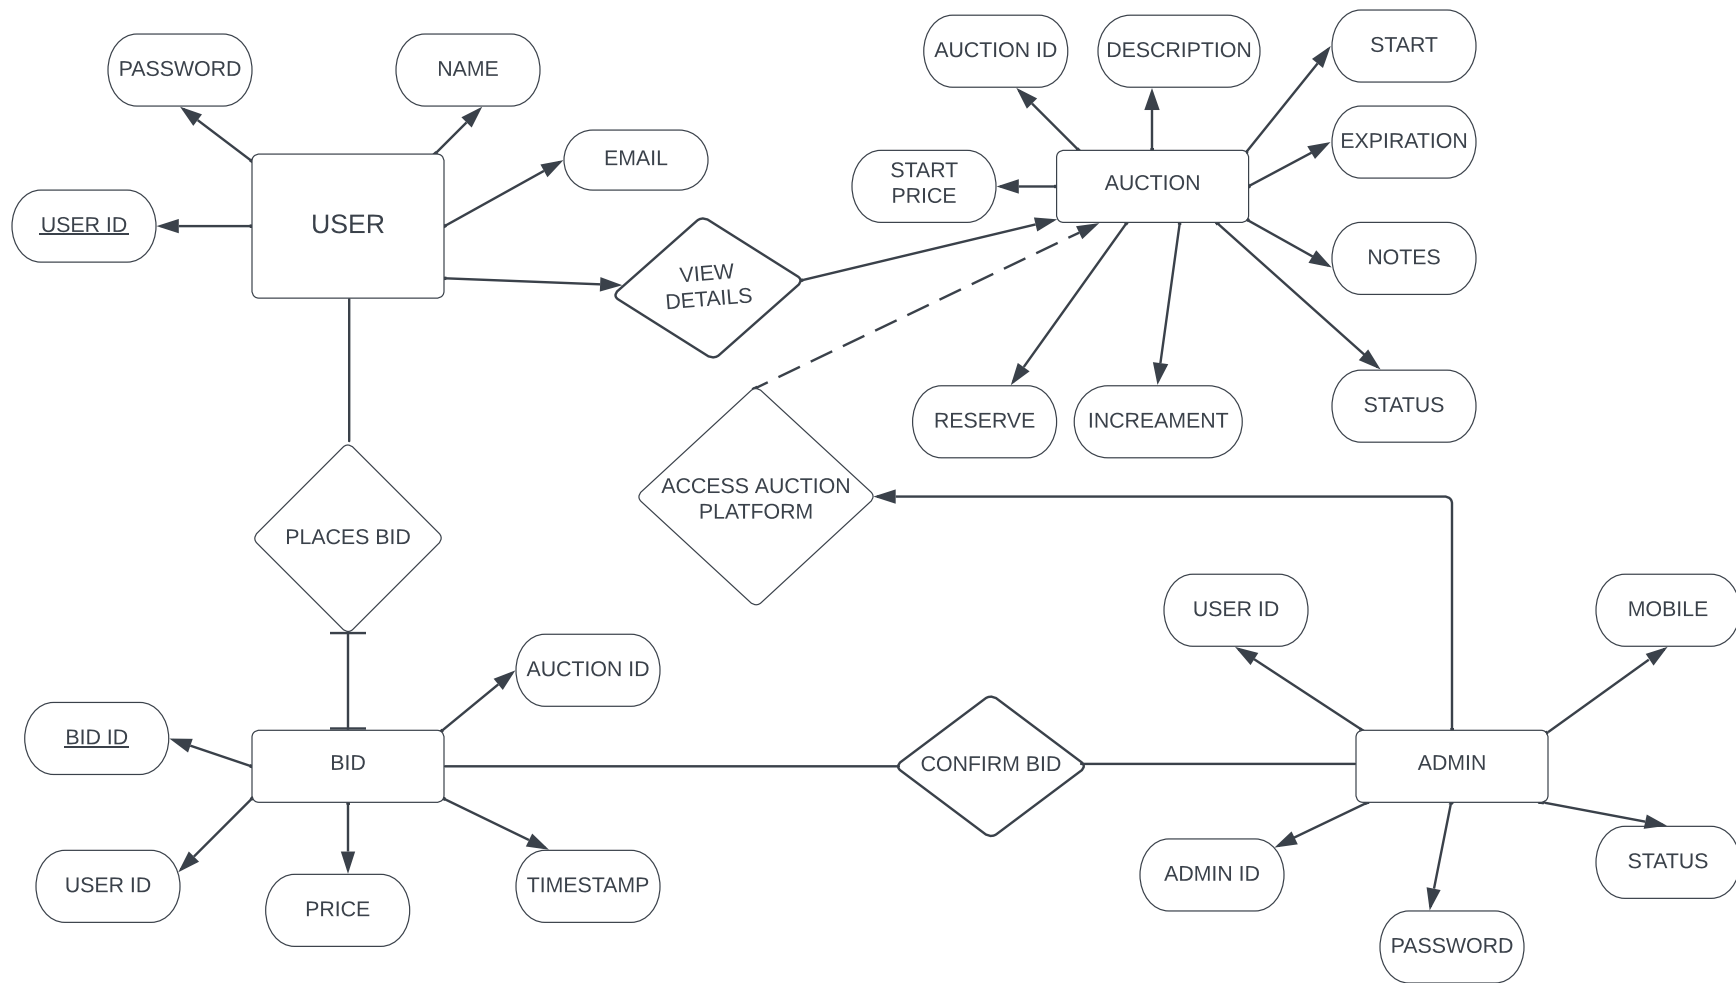 PASSWORD
NAME
EMAIL
USER ID
USER
AUCTION ID
DESCRIPTION
START
EXPIRATION
START
PRICE
AUCTION
NOTES
VIEW
DETAILS
RESERVE
INCREAMENT
STATUS
ACCESS AUCTION
PLATFORM
PLACES BID
USER ID
MOBILE
AUCTION ID
BID ID
BID
CONFIRM BID
ADMIN
USER ID
PRICE
TIMESTAMP
ADMIN ID
STATUS
PASSWORD